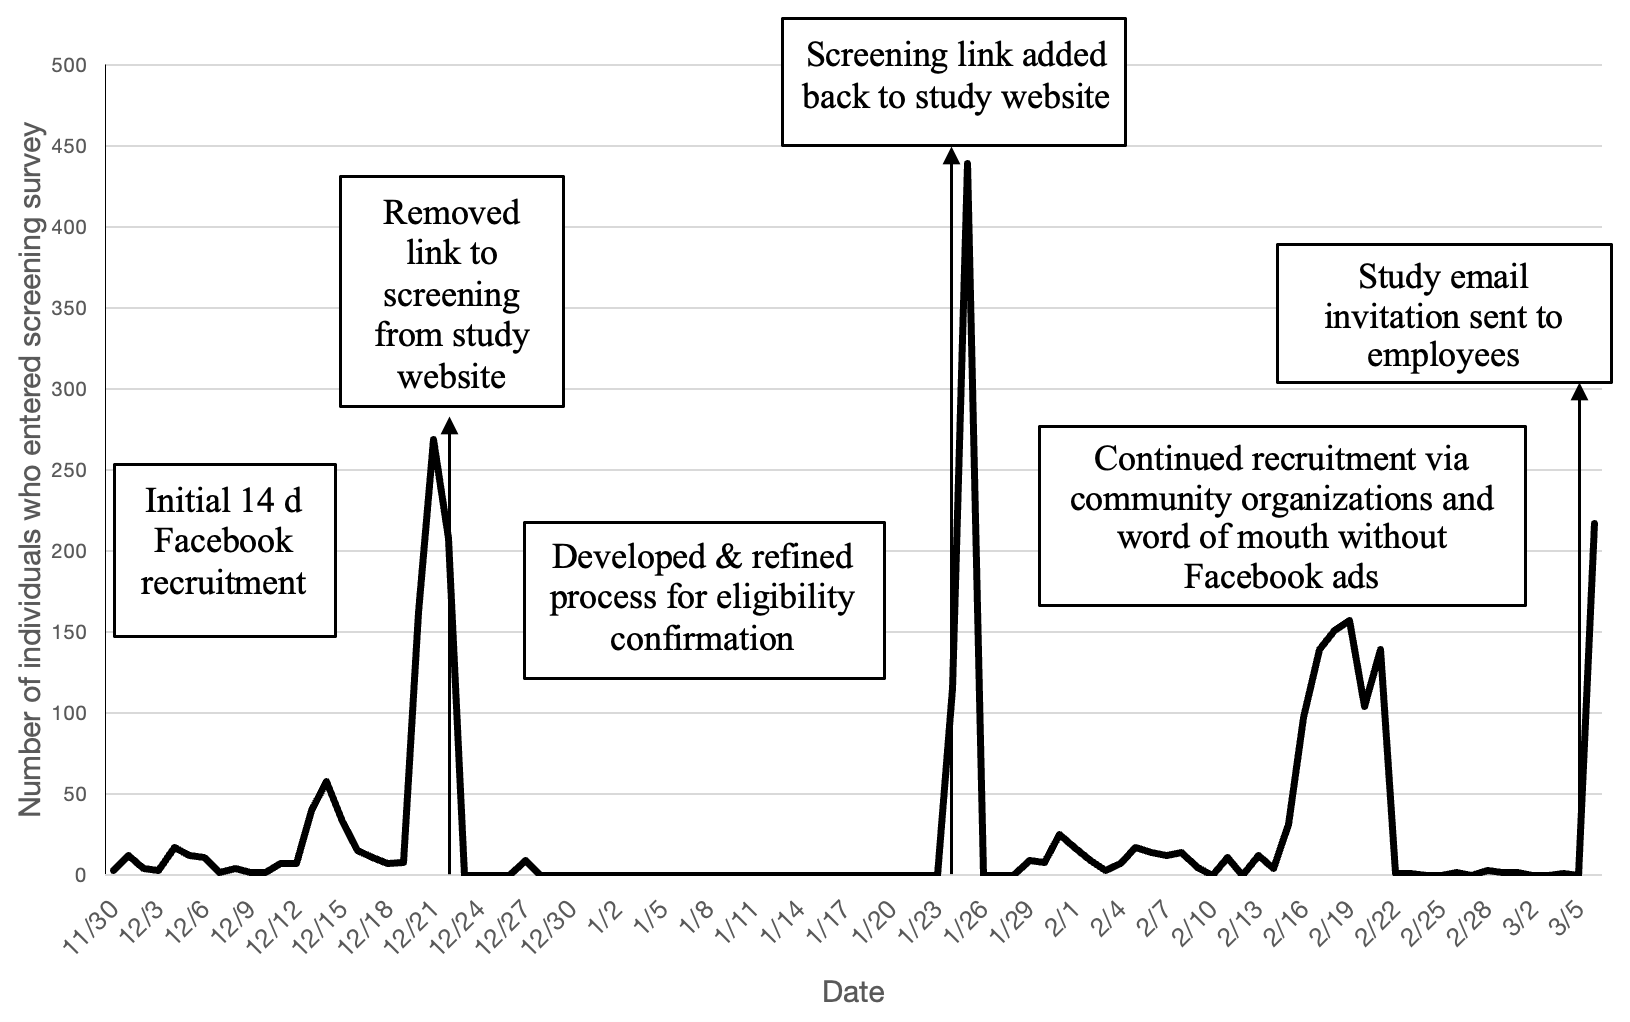 Number of individuals who entered screening survey
500
450
400
350
300
250
200
150
100
50
0
Initial 14 d
Facebook
recruitment
Removed
link to
screening
from study
website
Developed & refined
process for eligibility
confirmation
Screening link added
back to study website
Continued recruitment via
community organizations and
word of mouth without
Facebook ads
Study email
invitation sent to
employees
11/30
12/3
12/6
12/9
12/12
12/15
12/18
12/21
12/24
12/27
12/30
1/2
1/5
1/8
1/11
1/14
1/17
1/20
1/23
1/26
1/29
2/1
2/4
2/7
2/10
2/13
2/16
2/19
2/22
2/25
2/28
3/2
3/5
Date